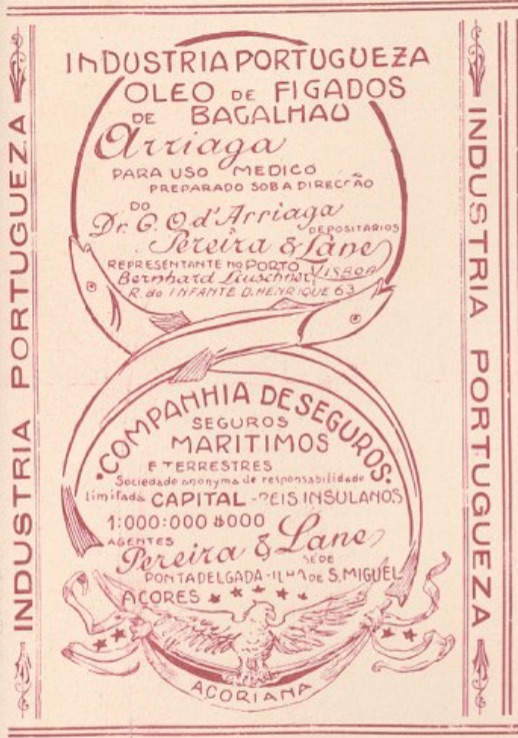 INDUSTRIA PORTUGUEZA
INDUSTRIA PORTUGUEZA
OLEO DE FIGADOS
DE BACALHAU
Arriaga
PARA USO MEDICO
PREPARADO SOB A DIRECÇÃO
DO
Dr. G. O. d'Arriaga
DEPOSITARIOS
Pereira & Lane
LISBOA
REPRESENTANTE NO PORTO
Bernhard Leuschner
R. do INFANTE D. HENRIQUE 63
COMPANHIA DE SEGUROS
SEGUROS
MARITIMOS
E TERRESTRES
Sociedade anonyma de responsabilidade
limitada CAPITAL - REIS INSULANOS
1:000:000$000
AGENTES
Pereira & Lane
SÉDE
PONTA DELGADA - ILHA DE S. MIGUEL
AÇORES
AÇORIANA
INDUSTRIA PORTUGUEZA